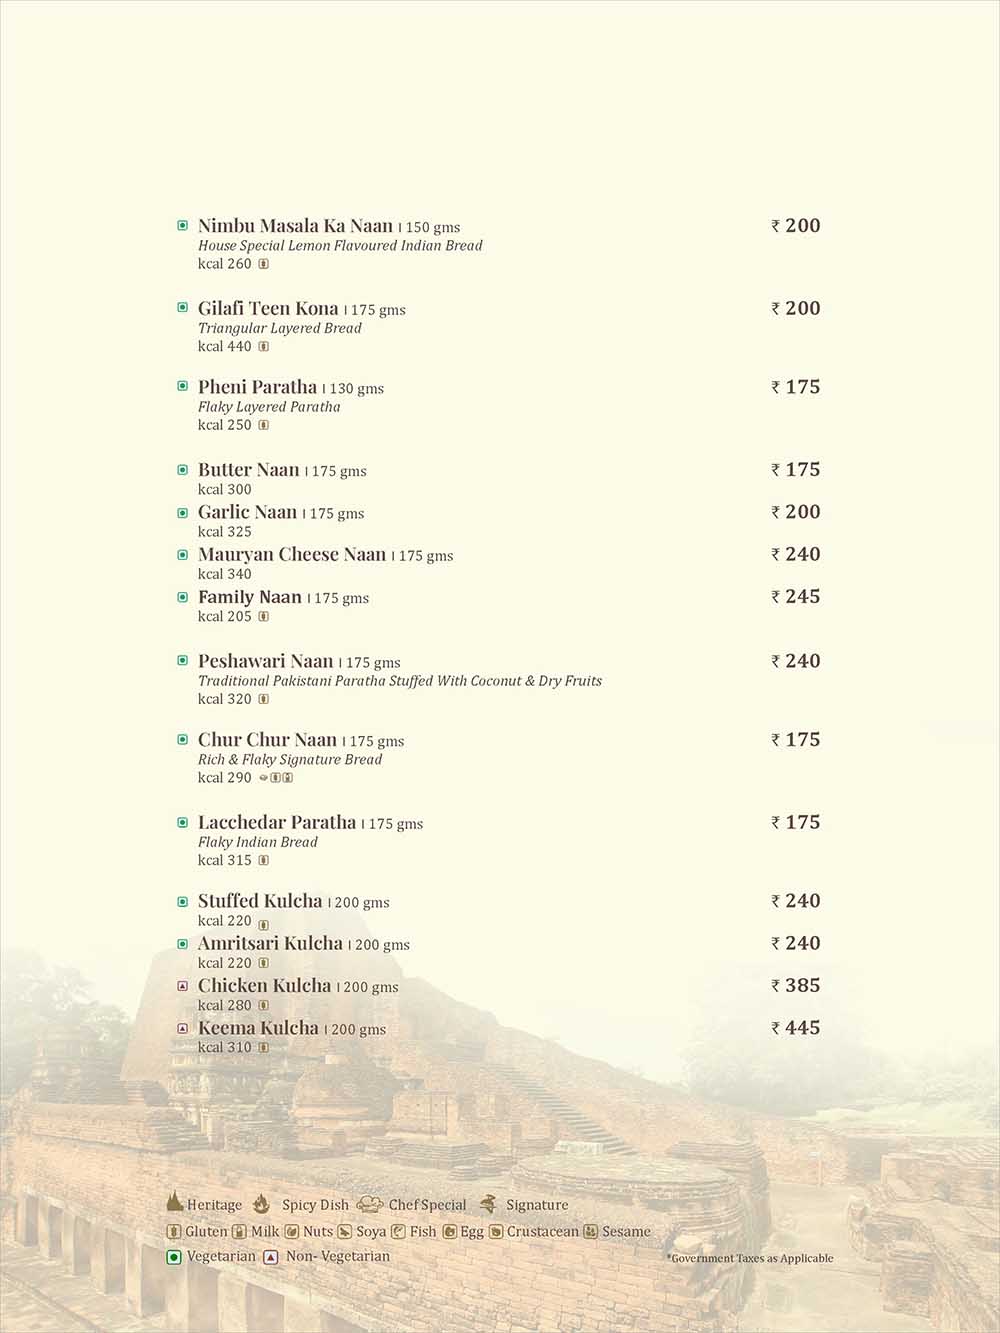 Nimbu Masala Ka Naan | 150 gms ₹ 200
House Special Lemon Flavoured Indian Bread
kcal 260
Gilafi Teen Kona | 175 gms ₹ 200
Triangular Layered Bread
kcal 440
Pheni Paratha | 130 gms ₹ 175
Flaky Layered Paratha
kcal 250
Butter Naan | 175 gms ₹ 175
kcal 300
Garlic Naan | 175 gms ₹ 200
kcal 325
Mauryan Cheese Naan | 175 gms ₹ 240
kcal 340
Family Naan | 175 gms ₹ 245
kcal 205
Peshawari Naan | 175 gms ₹ 240
Traditional Pakistani Paratha Stuffed With Coconut & Dry Fruits
kcal 320
Chur Chur Naan | 175 gms ₹ 175
Rich & Flaky Signature Bread
kcal 290
Lacchedar Paratha | 175 gms ₹ 175
Flaky Indian Bread
kcal 315
Stuffed Kulcha | 200 gms ₹ 240
kcal 220
Amritsari Kulcha | 200 gms ₹ 240
kcal 220
Chicken Kulcha | 200 gms ₹ 385
kcal 280
Keema Kulcha | 200 gms ₹ 445
kcal 310
Heritage Spicy Dish Chef Special Signature
Gluten Milk Nuts Soya Fish Egg Crustacean Sesame
Vegetarian Non- Vegetarian *Government Taxes as Applicable